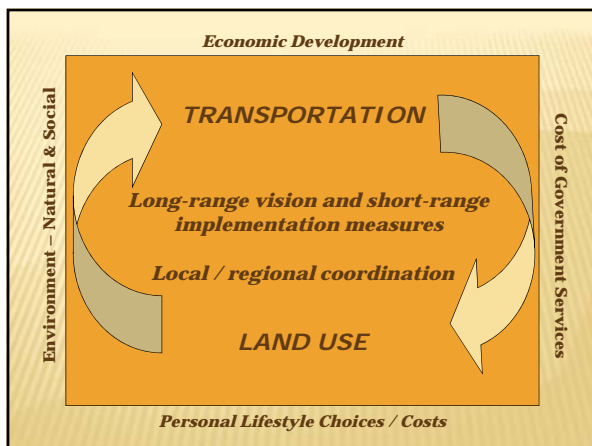 Economic Development
Environment – Natural & Social
TRANSPORTATION
Cost of Government Services
Long-range vision and short-range
implementation measures
Local / regional coordination
LAND USE
Personal Lifestyle Choices / Costs